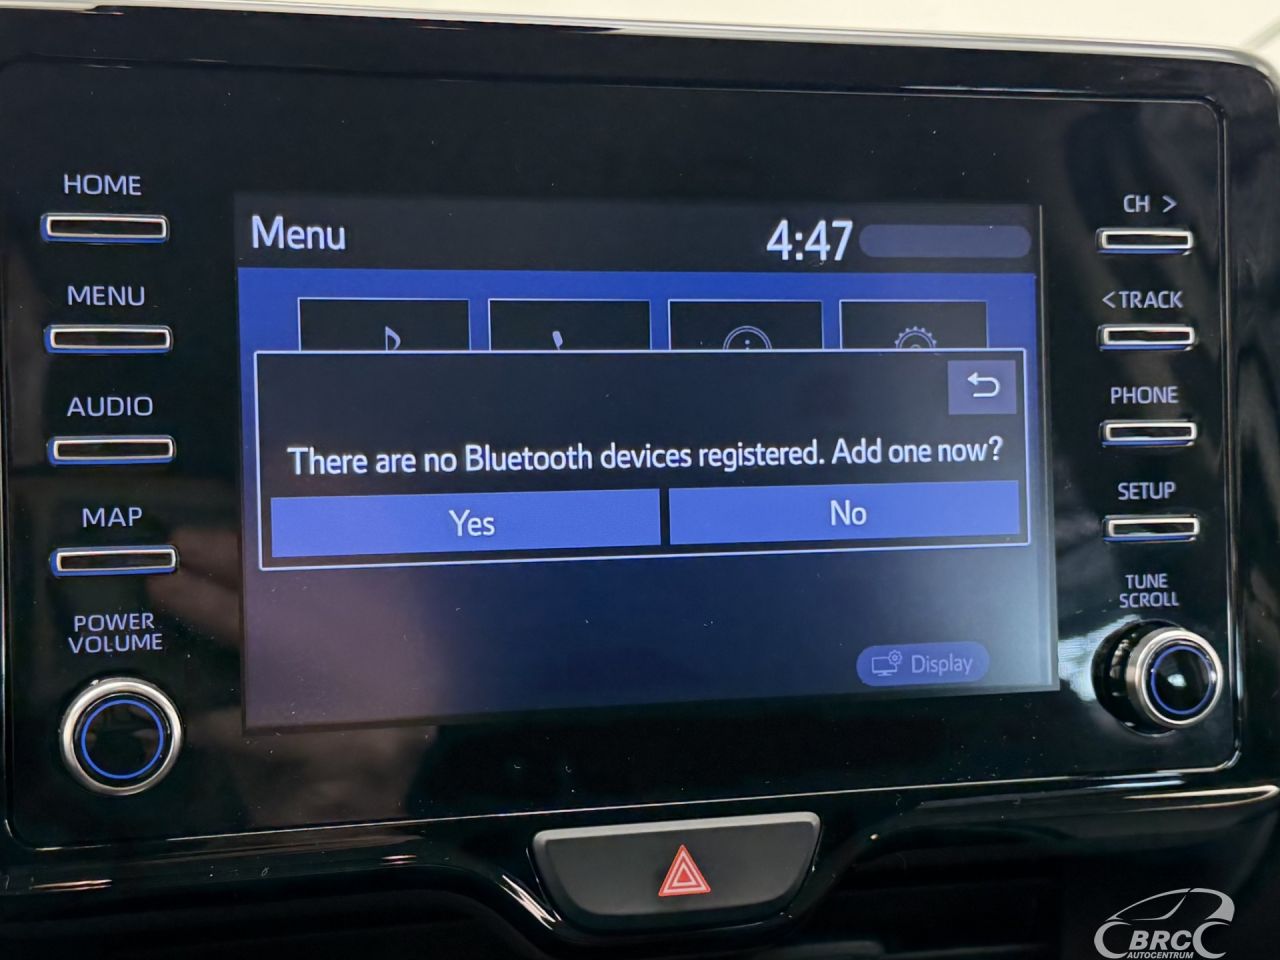 HOME
MENU
AUDIO
MAP
POWER
VOLUME
Menu
4:47
There are no Bluetooth devices registered. Add one now?
Yes
No
Display
CH >
<TRACK
PHONE
SETUP
TUNE
SCROLL
BRC
AUTOCENTRUM